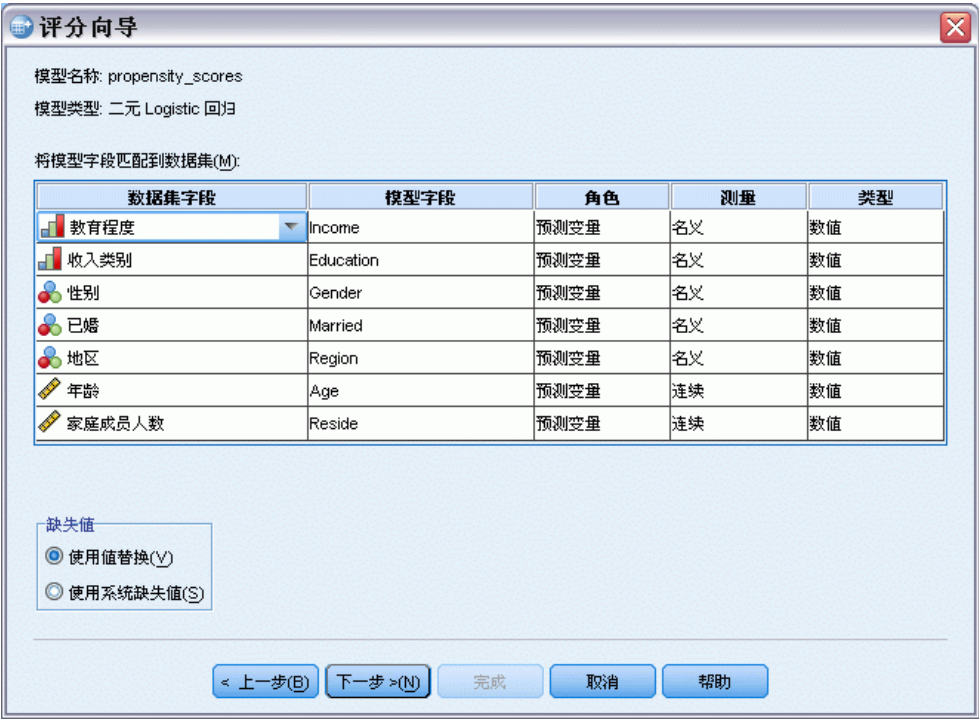 评分向导
模型名称: propensity_scores
模型类型: 二元 Logistic 回归
将模型字段匹配到数据集(M):
数据集字段 模型字段 角色 测量 类型
教育程度 Income 预测变量 名义 数值
收入类别 Education 预测变量 名义 数值
性别 Gender 预测变量 名义 数值
已婚 Married 预测变量 名义 数值
地区 Region 预测变量 名义 数值
年龄 Age 预测变量 连续 数值
家庭成员人数 Reside 预测变量 连续 数值
缺失值
使用值替换(V)
使用系统缺失值(S)
< 上一步(B) 下一步 >(N) 完成 取消 帮助